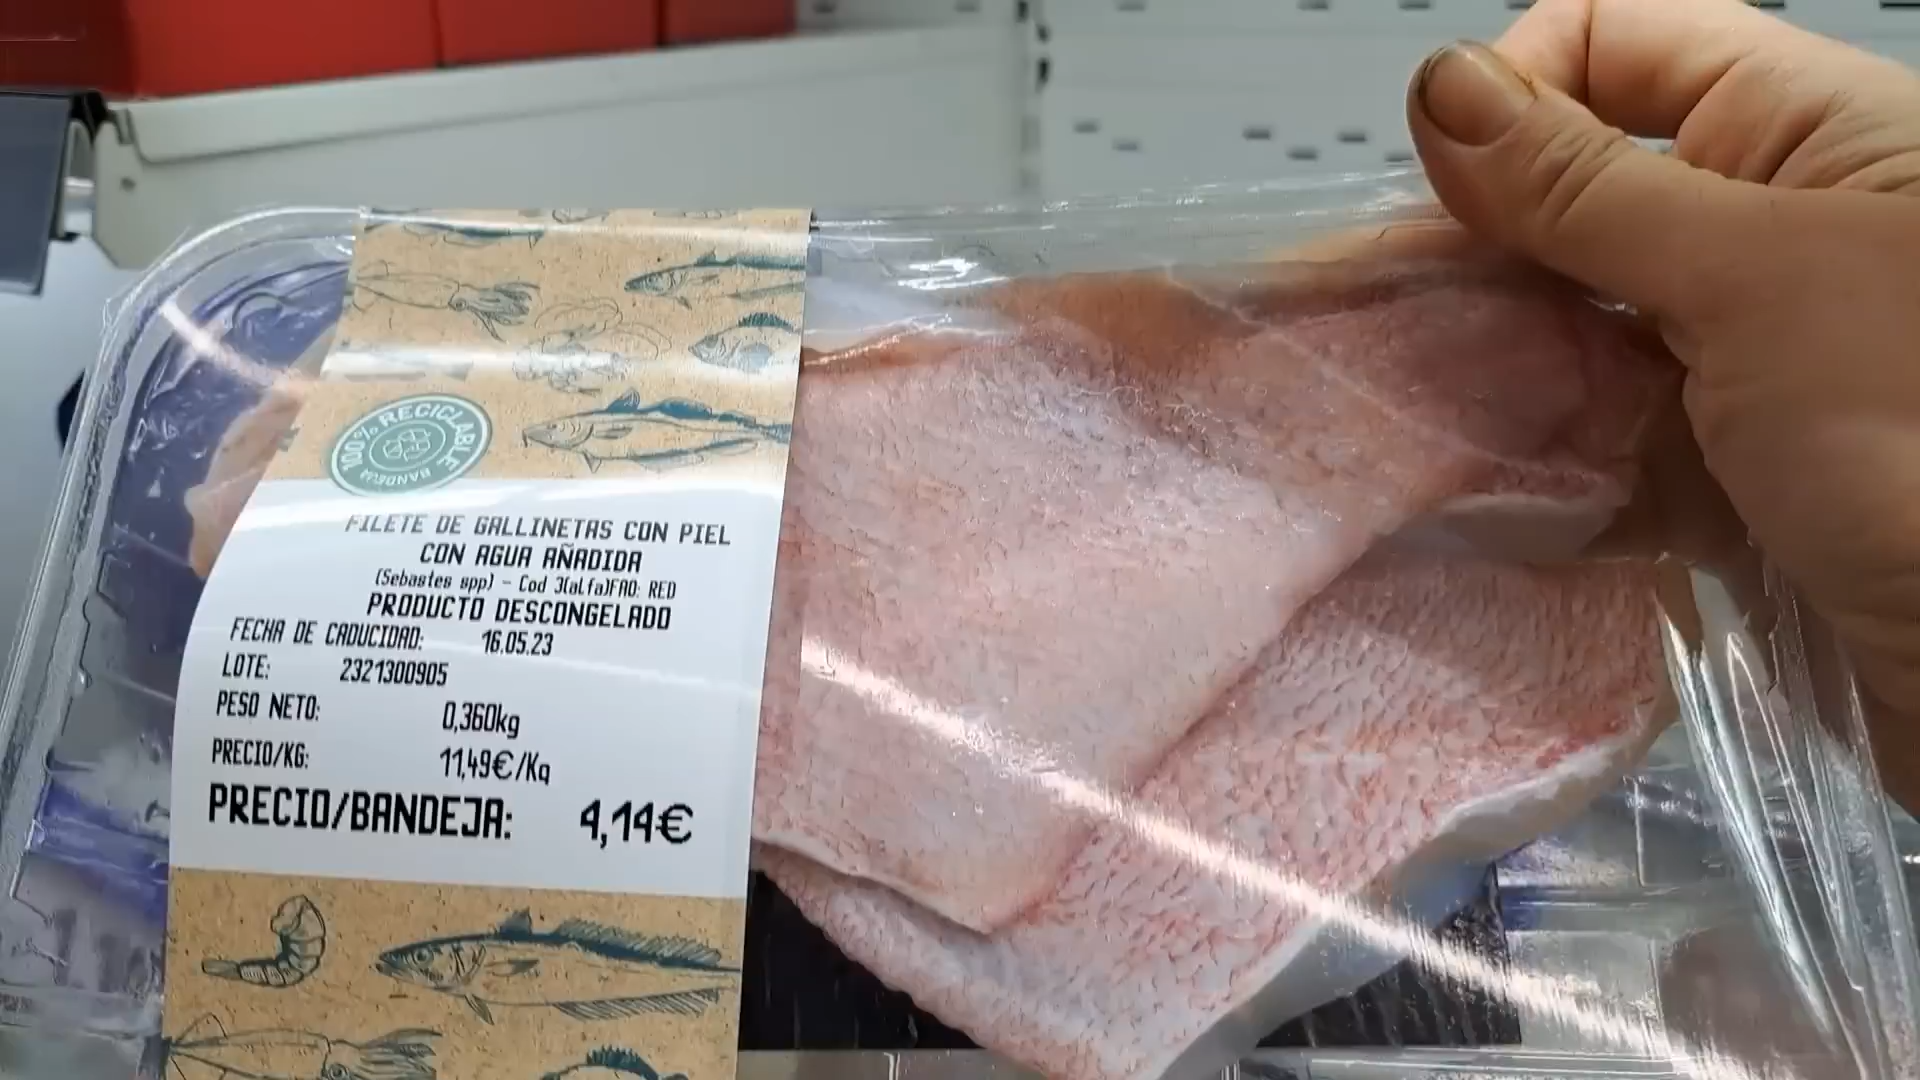 100% RECICLABLE
BANDEJA
FILETE DE GALLINETAS CON PIEL
CON AGUA AÑADIDA
(Sebastes spp) - Cod 3(alfa)FAO: RED
PRODUCTO DESCONGELADO
FECHA DE CADUCIDAD: 16.05.23
LOTE: 2321300905
PESO NETO: 0,360kg
PRECIO/KG: 11,49€/Kg
PRECIO/BANDEJA: 4,14€